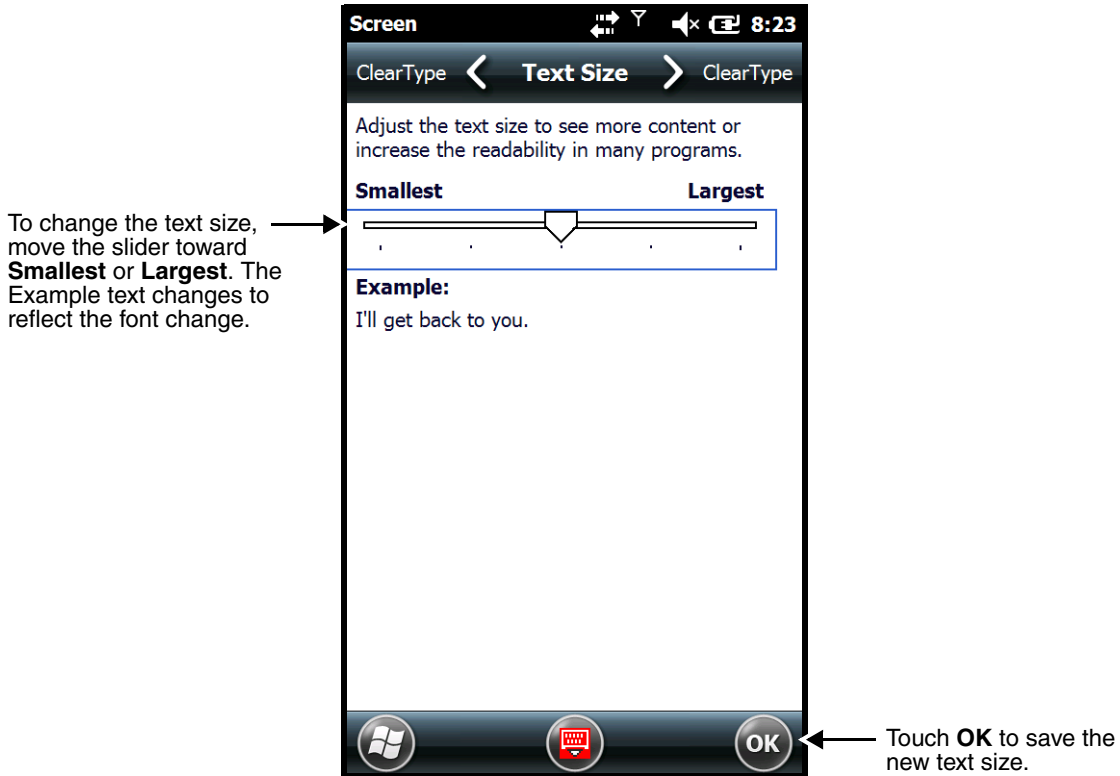 Screen 8:23
ClearType Text Size ClearType
Adjust the text size to see more content or
increase the readability in many programs.
Smallest Largest
To change the text size,
move the slider toward
Smallest or Largest. The
Example text changes to
reflect the font change.
Example:
I'll get back to you.
OK
Touch OK to save the
new text size.